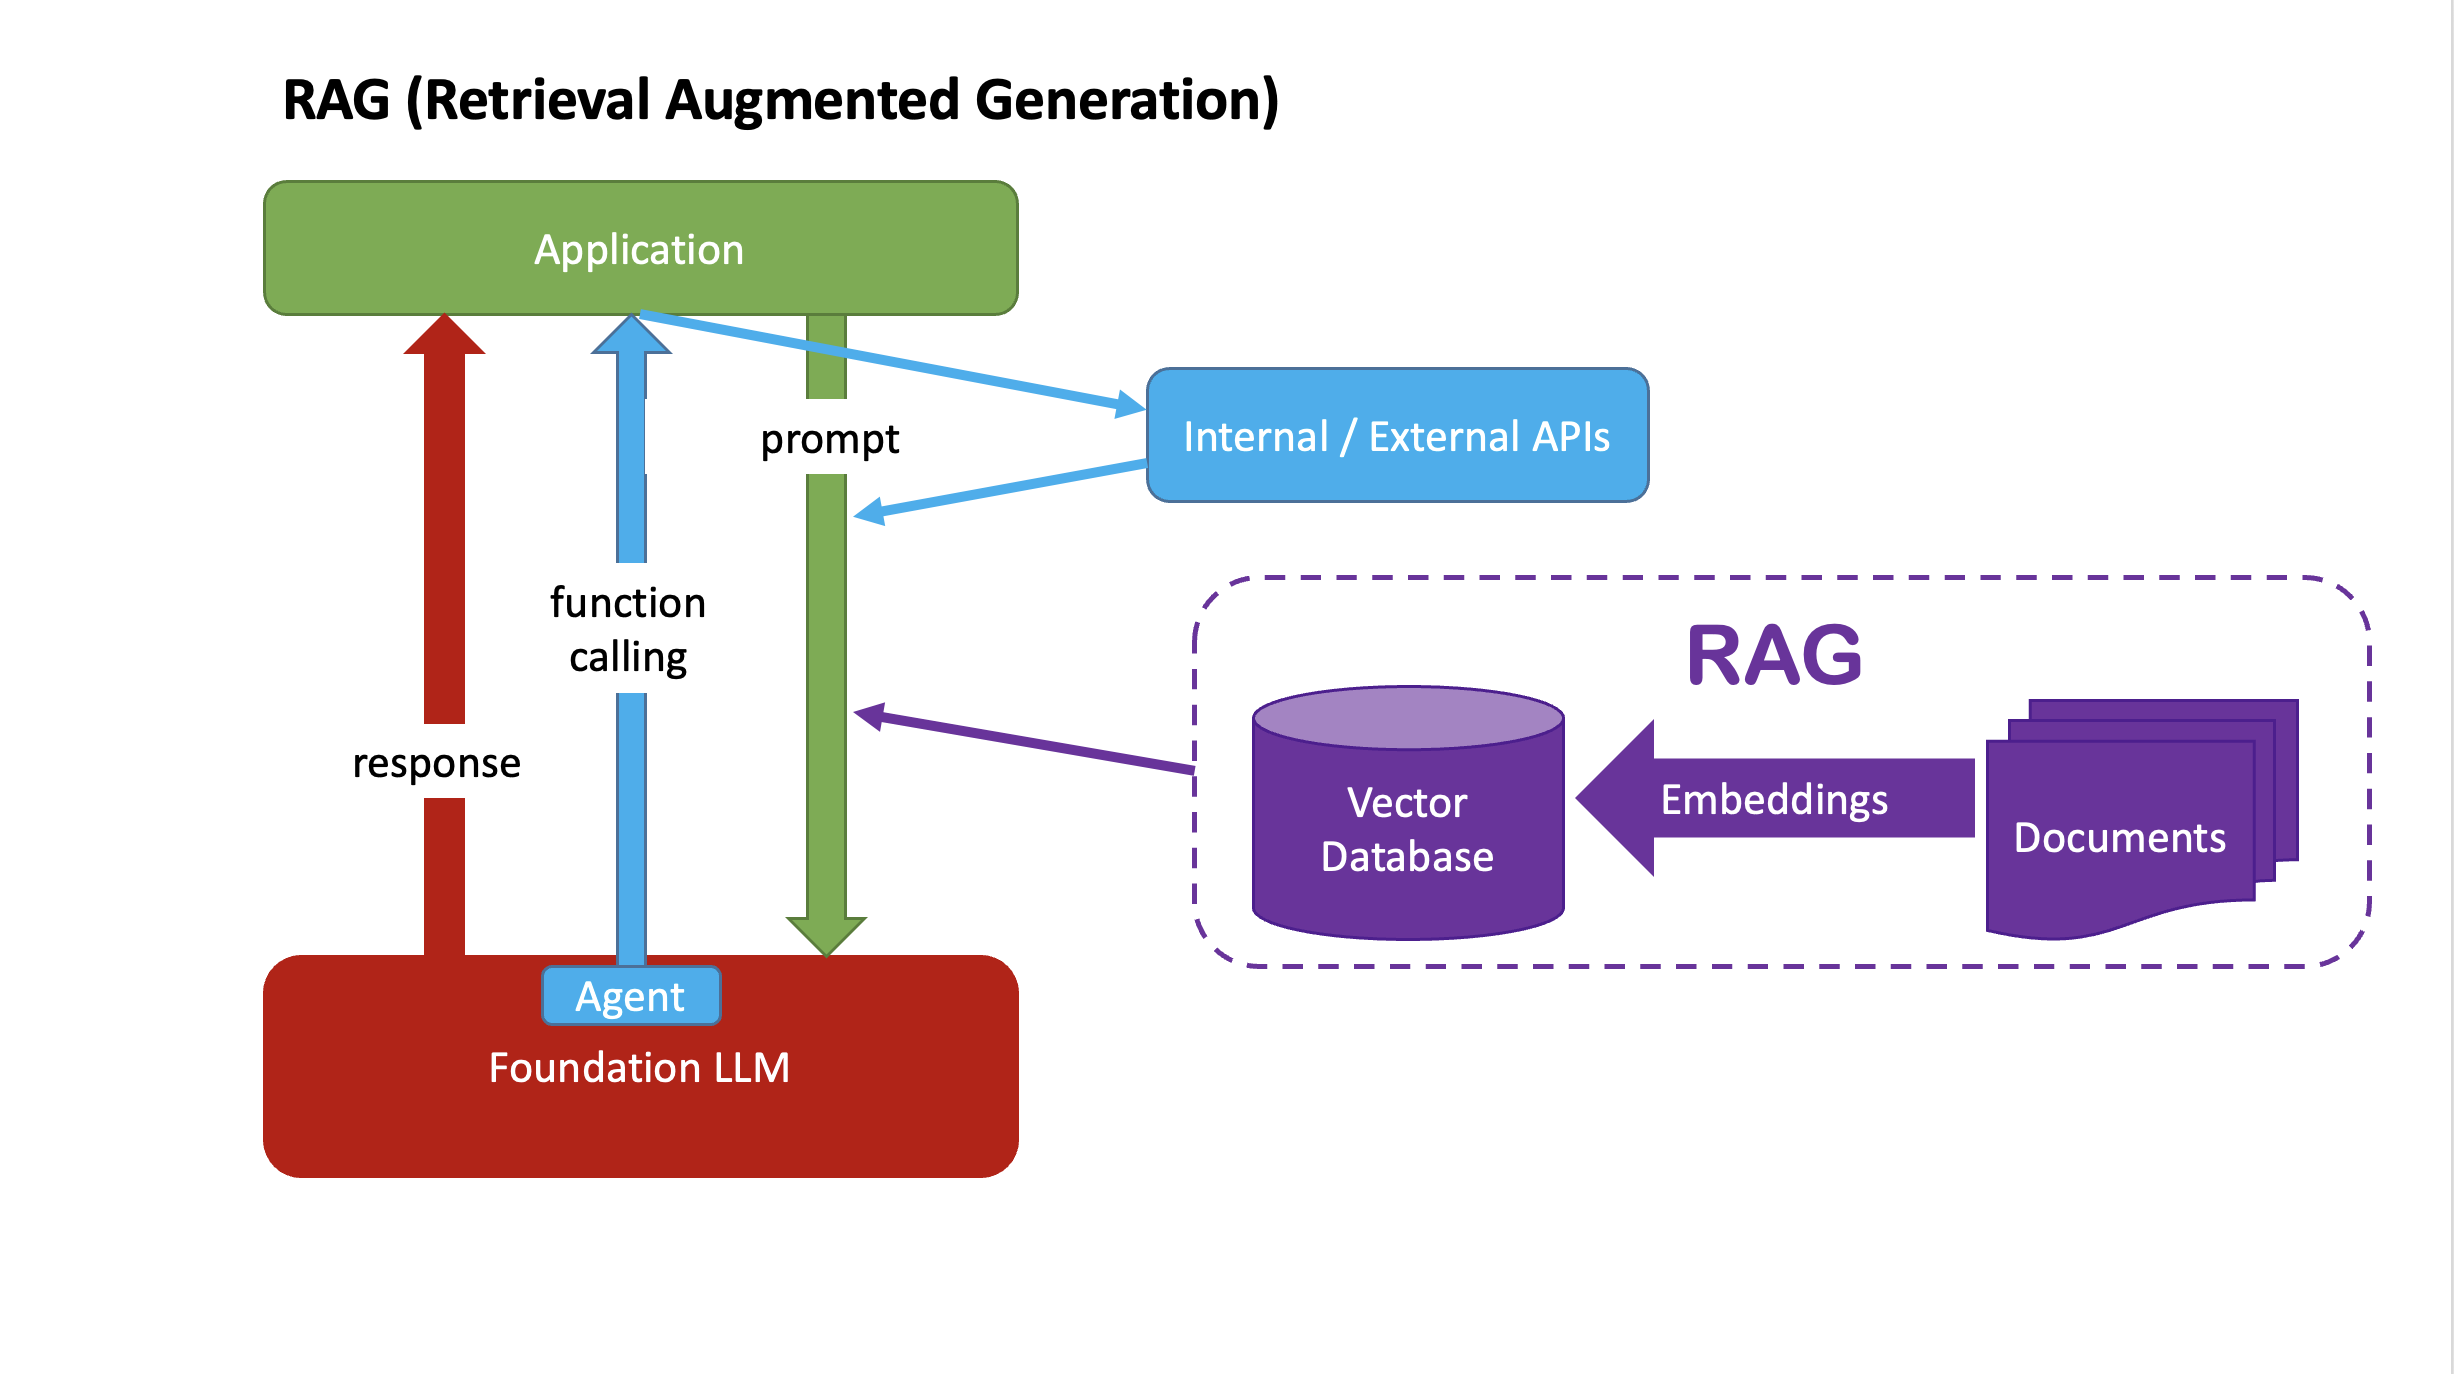 RAG (Retrieval Augmented Generation)
Application
prompt
Internal / External APIs
function
calling
response
RAG
Vector
Database
Embeddings
Documents
Agent
Foundation LLM